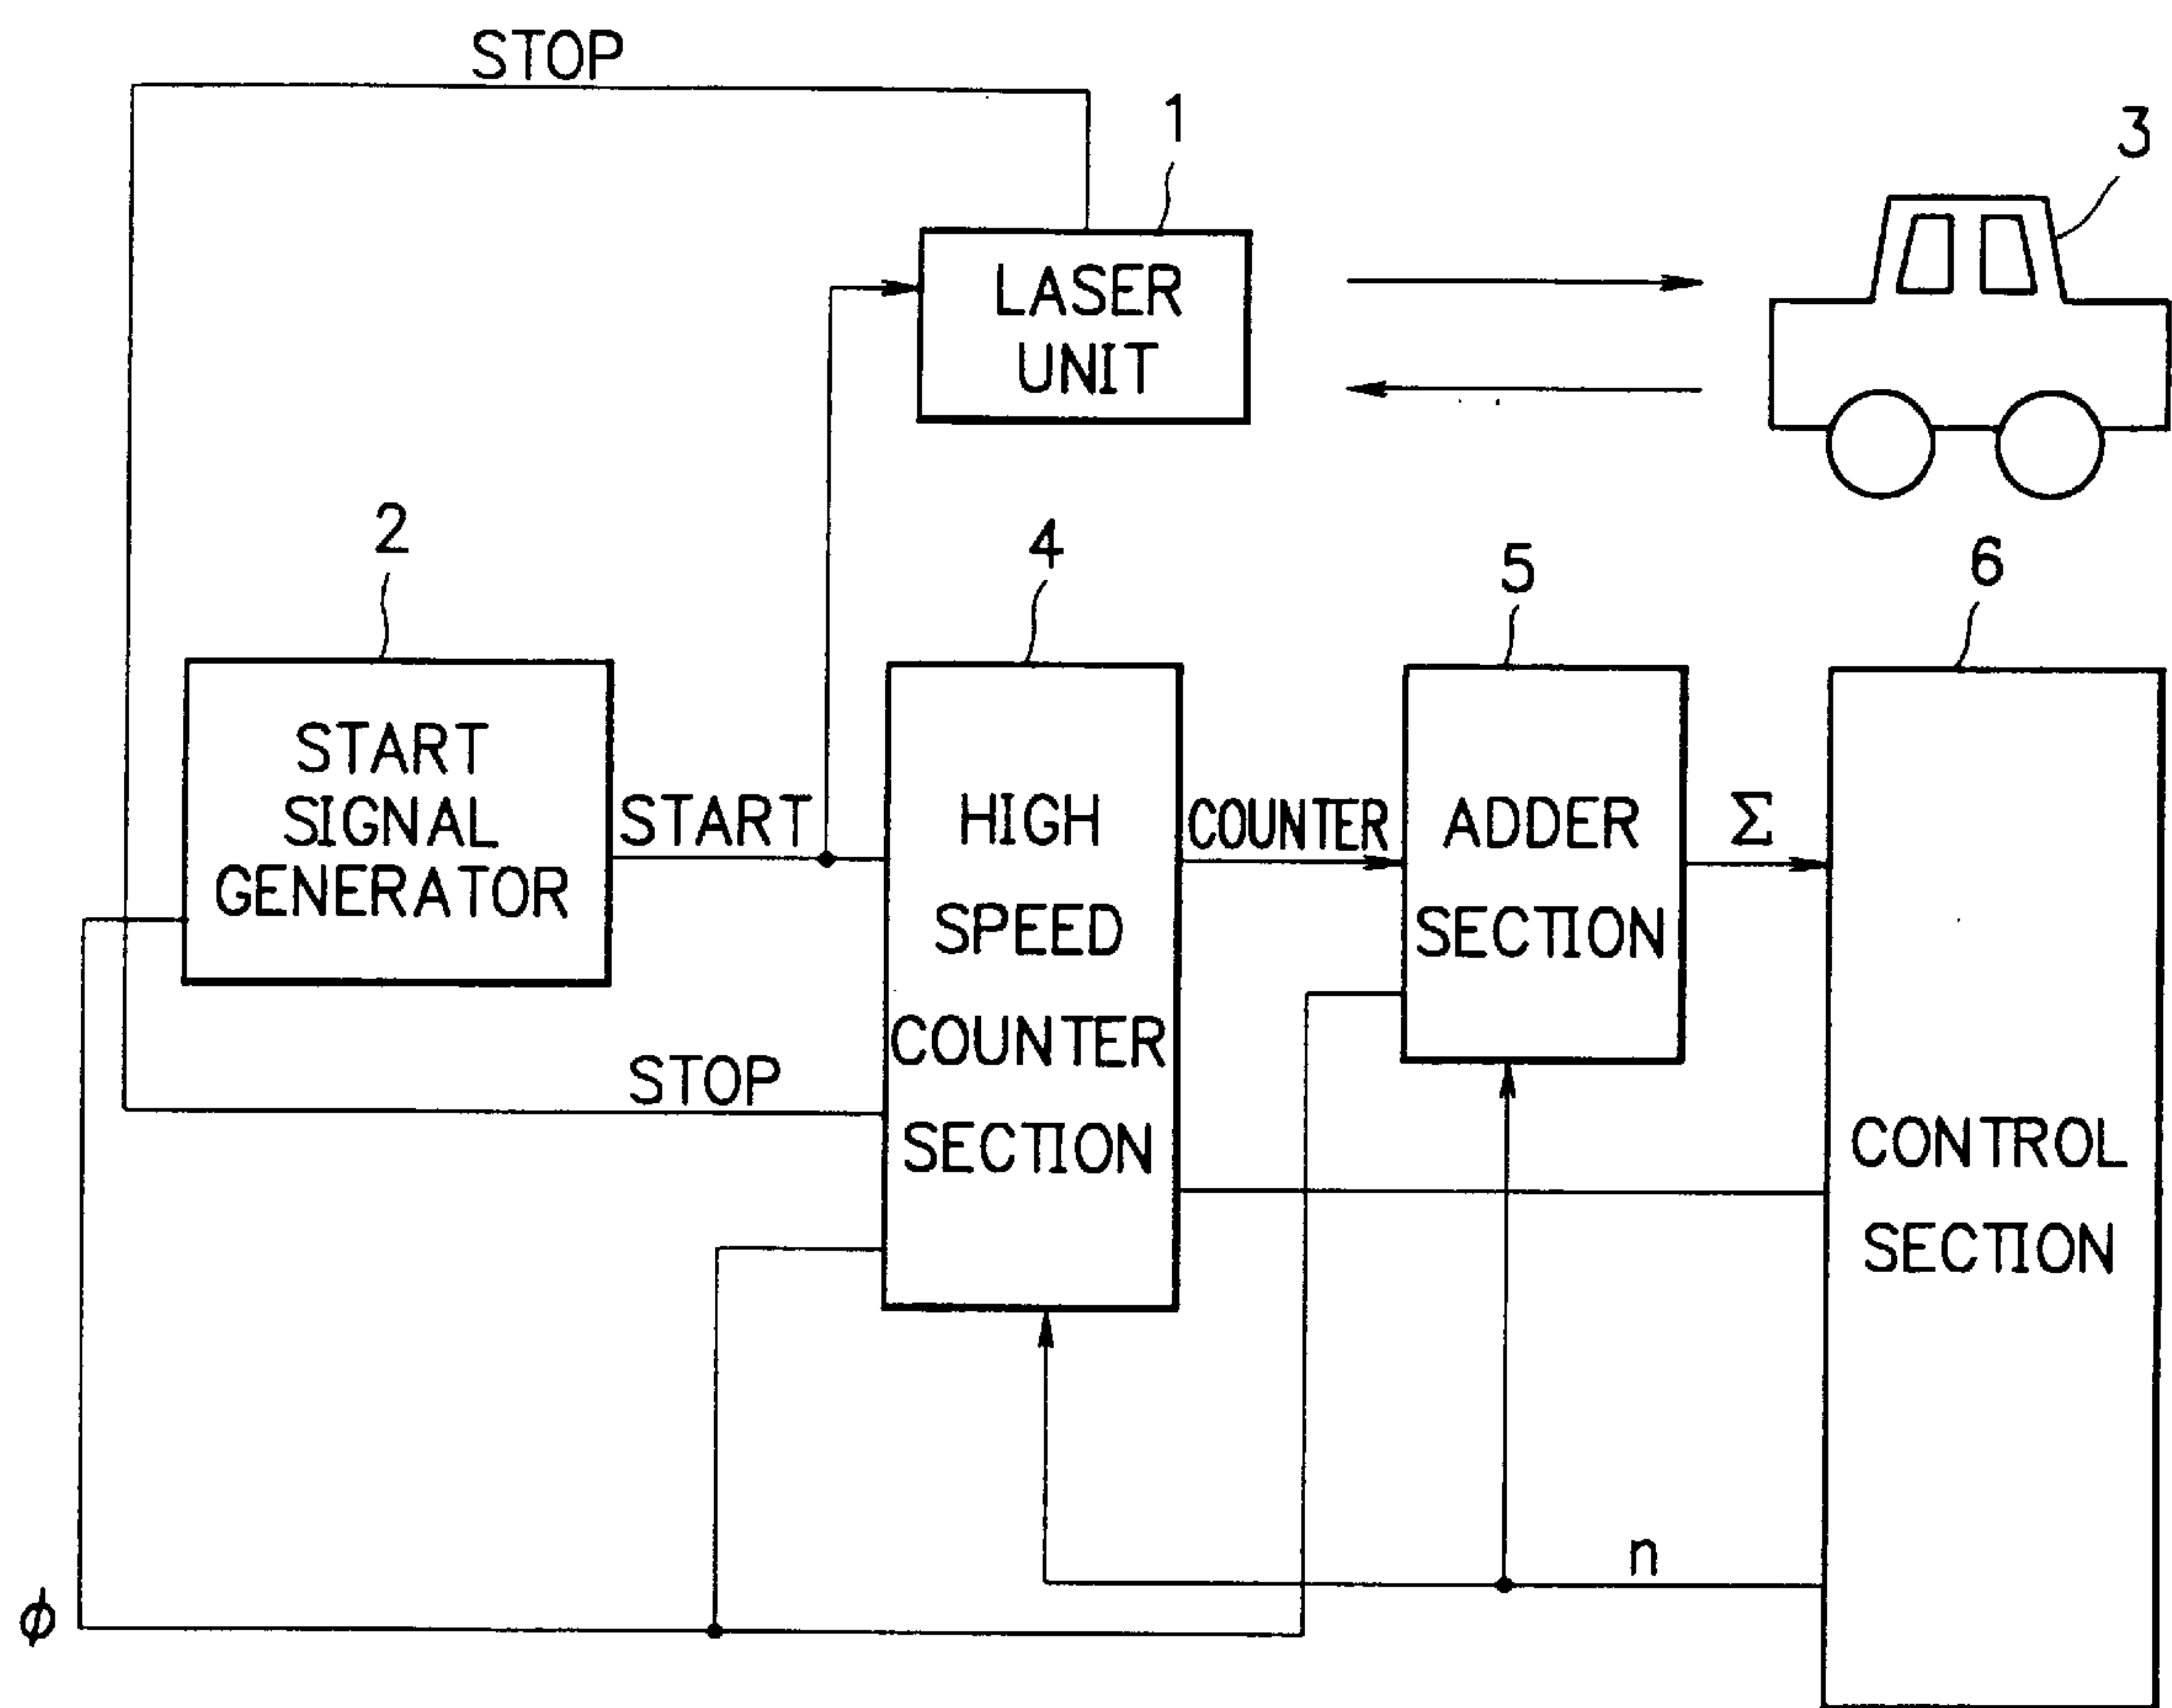 STOP
1
3
LASER
UNIT
2
4
5
6
START
SIGNAL
GENERATOR
START
HIGH
SPEED
COUNTER
SECTION
COUNTER
ADDER
SECTION
Σ
STOP
CONTROL
SECTION
n
ϕ